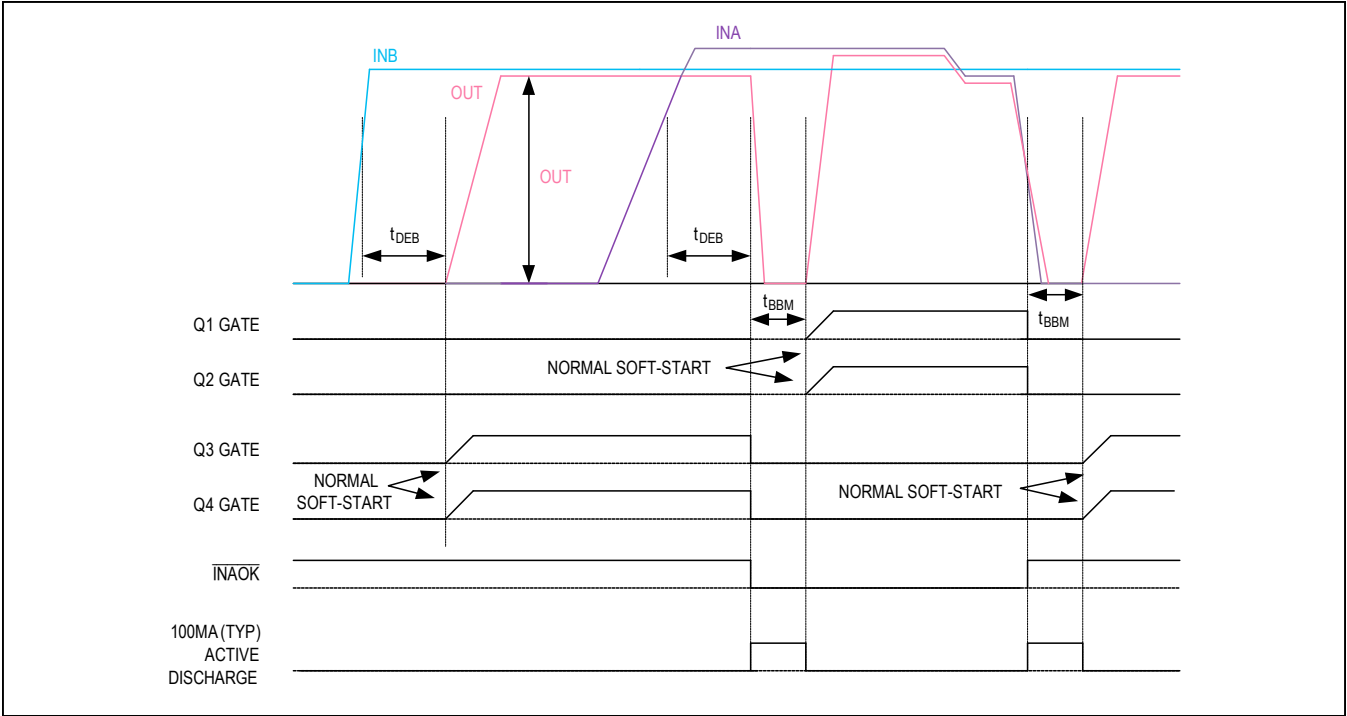 INA
INB
OUT
OUT
tDEB
tDEB
tBBM
tBBM
Q1 GATE
NORMAL SOFT-START
Q2 GATE
Q3 GATE
NORMAL
SOFT-START
NORMAL SOFT-START
Q4 GATE
INAOK
100MA (TYP)
ACTIVE
DISCHARGE